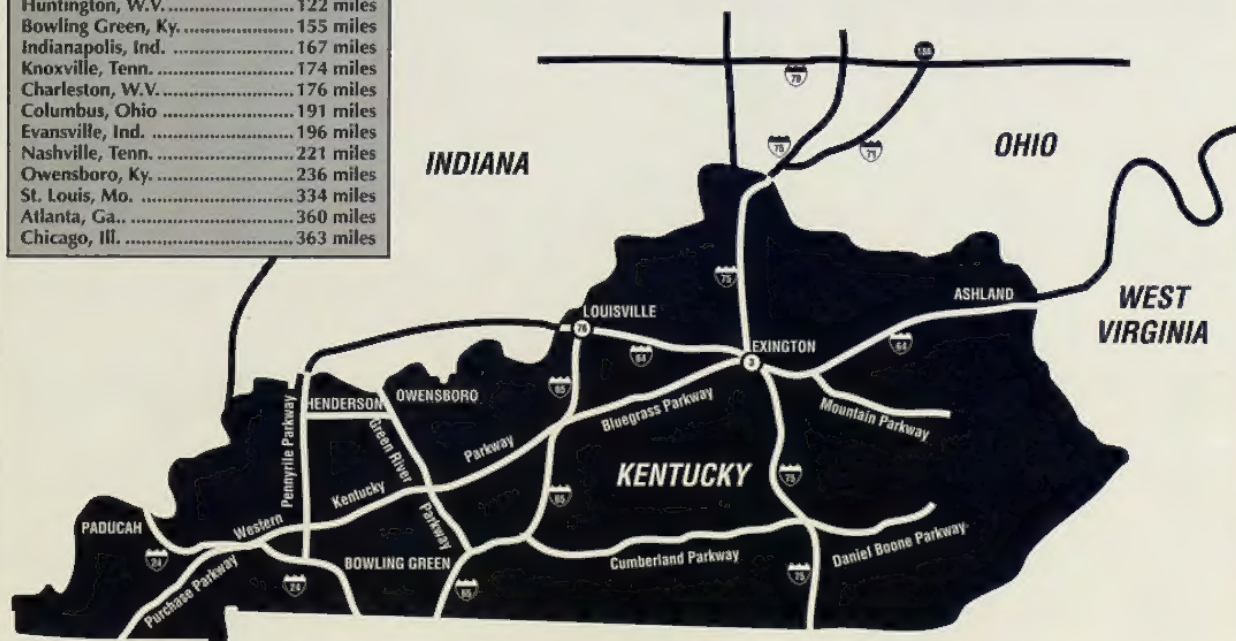 Huntington, W.V. ........................ 122 miles
Bowling Green, Ky. ........................ 155 miles
Indianapolis, Ind. ........................ 167 miles
Knoxville, Tenn. ........................ 174 miles
Charleston, W.V. ........................ 176 miles
Columbus, Ohio ........................ 191 miles
Evansville, Ind. ........................ 196 miles
Nashville, Tenn. ........................ 221 miles
Owensboro, Ky. ........................ 236 miles
St. Louis, Mo. ........................ 334 miles
Atlanta, Ga.. ........................ 360 miles
Chicago, Ill. ........................ 363 miles
70
INDIANA
75
71
OHIO
75
ASHLAND
WEST
VIRGINIA
LOUISVILLE
64
EXINGTON
64
3
65
Mountain Parkway
Bluegrass Parkway
HENDERSON
OWENSBORO
Pennyrile Parkway
Green River
Parkway
Parkway
Kentucky
Western
KENTUCKY
75
65
PADUCAH
24
Purchase Parkway
24
BOWLING GREEN
65
Cumberland Parkway
75
Daniel Boone Parkway